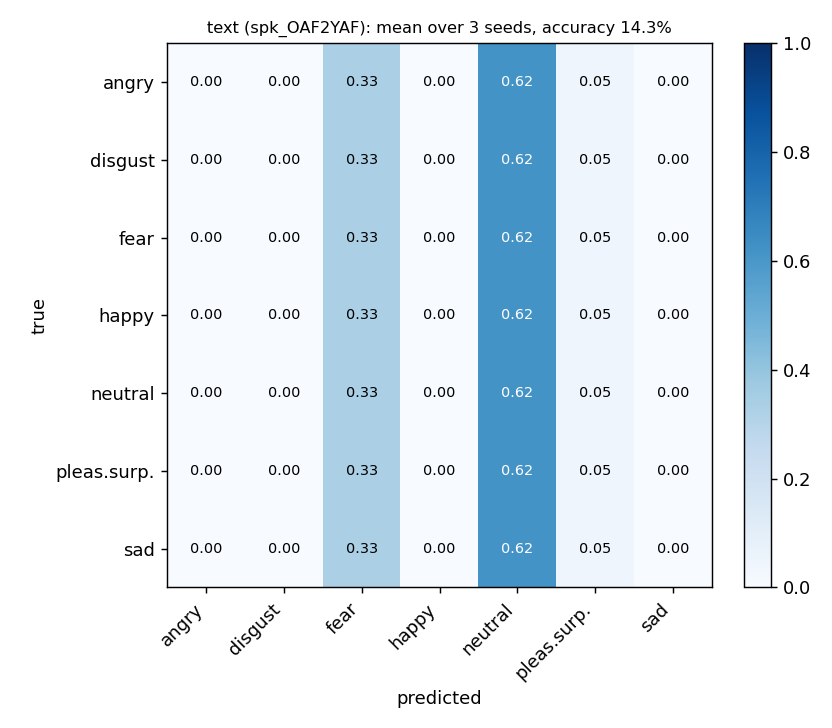 text (spk_OAF2YAF): mean over 3 seeds, accuracy 14.3%
angry 0.00 0.00 0.33 0.00 0.62 0.05 0.00
disgust 0.00 0.00 0.33 0.00 0.62 0.05 0.00
fear 0.00 0.00 0.33 0.00 0.62 0.05 0.00
happy 0.00 0.00 0.33 0.00 0.62 0.05 0.00
neutral 0.00 0.00 0.33 0.00 0.62 0.05 0.00
pleas.surp. 0.00 0.00 0.33 0.00 0.62 0.05 0.00
sad 0.00 0.00 0.33 0.00 0.62 0.05 0.00
true
angry disgust fear happy neutral pleas.surp. sad
predicted
1.0
0.8
0.6
0.4
0.2
0.0